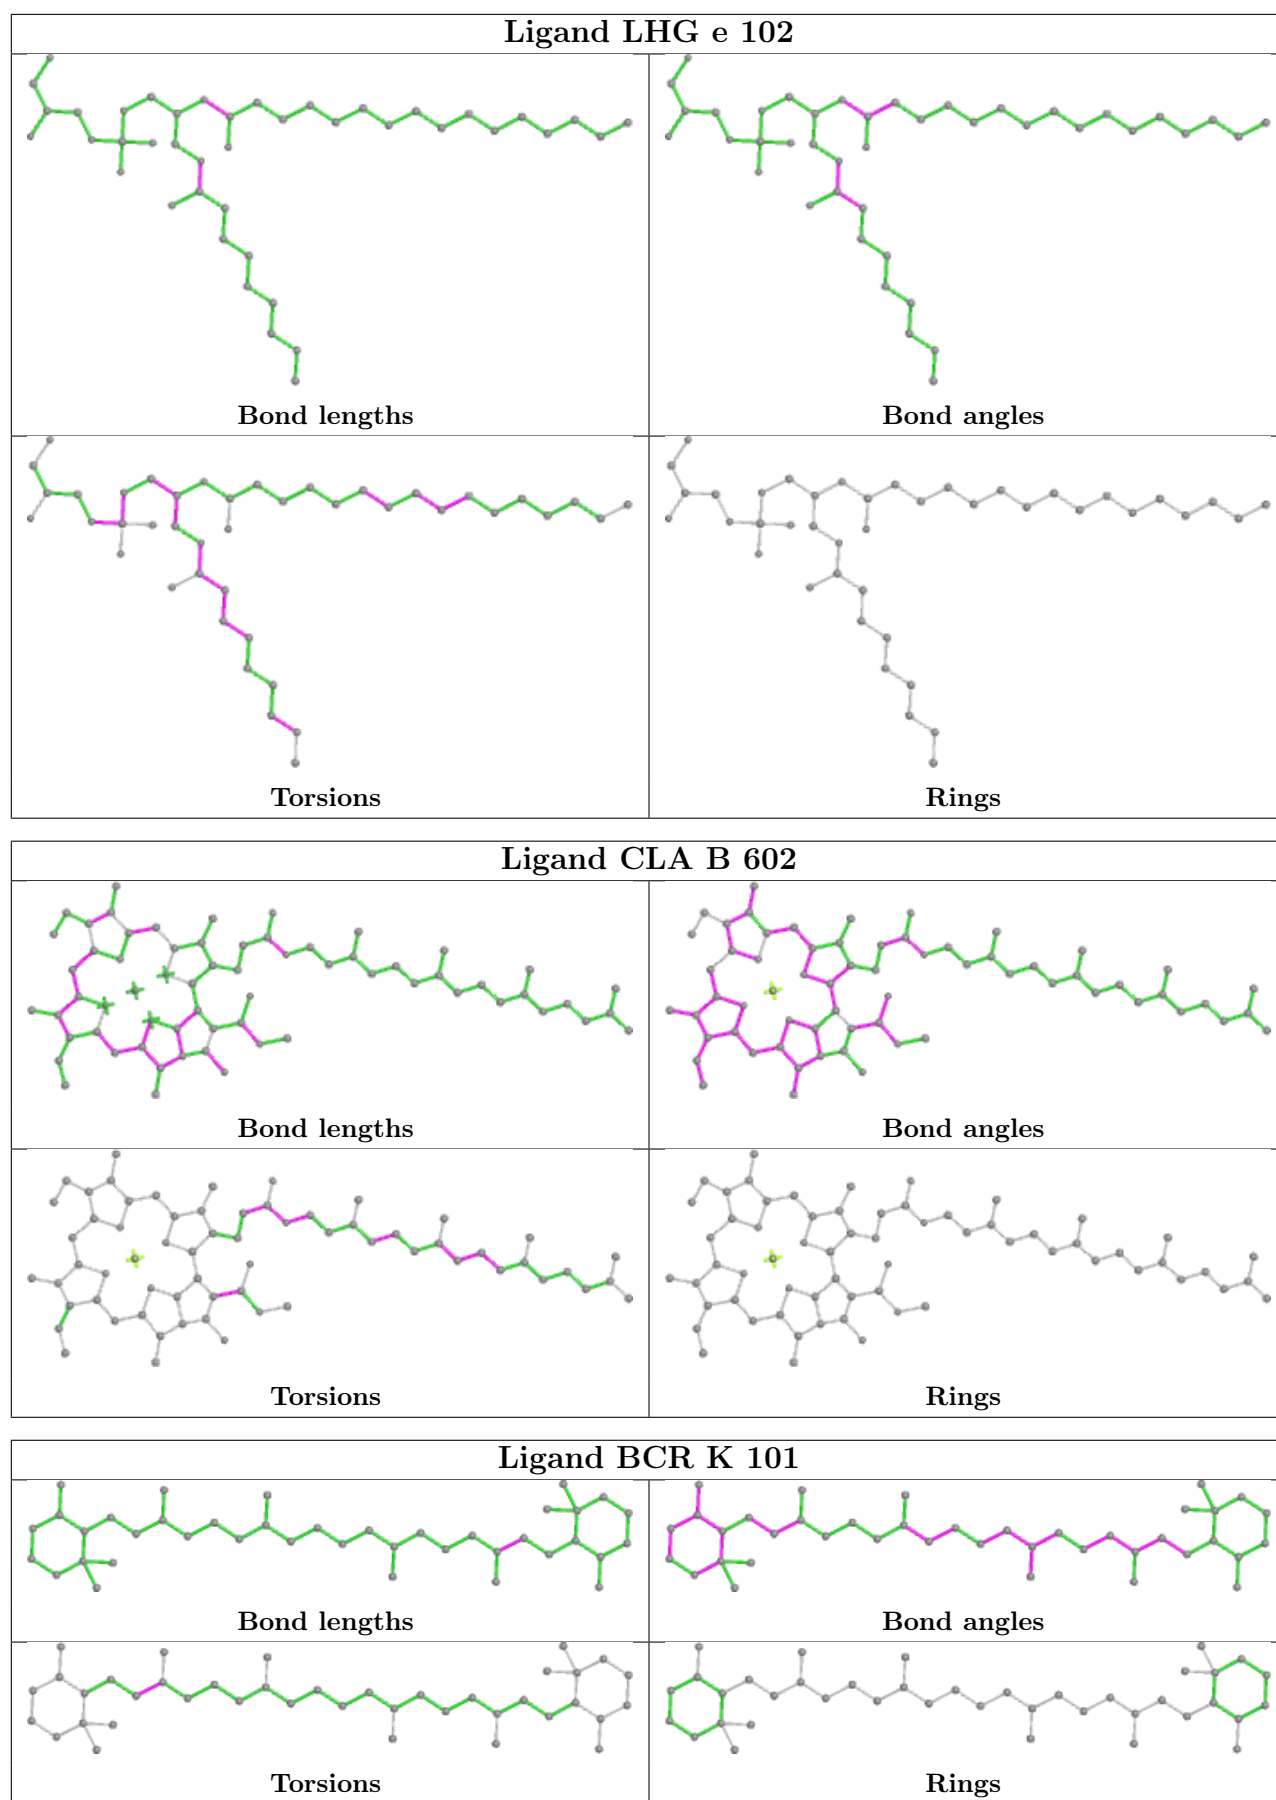 Ligand LHG e 102
Bond lengths
Bond angles
Torsions
Rings
Ligand CLA B 602
Bond lengths
Bond angles
Torsions
Rings
Ligand BCR K 101
Bond lengths
Bond angles
Torsions
Rings